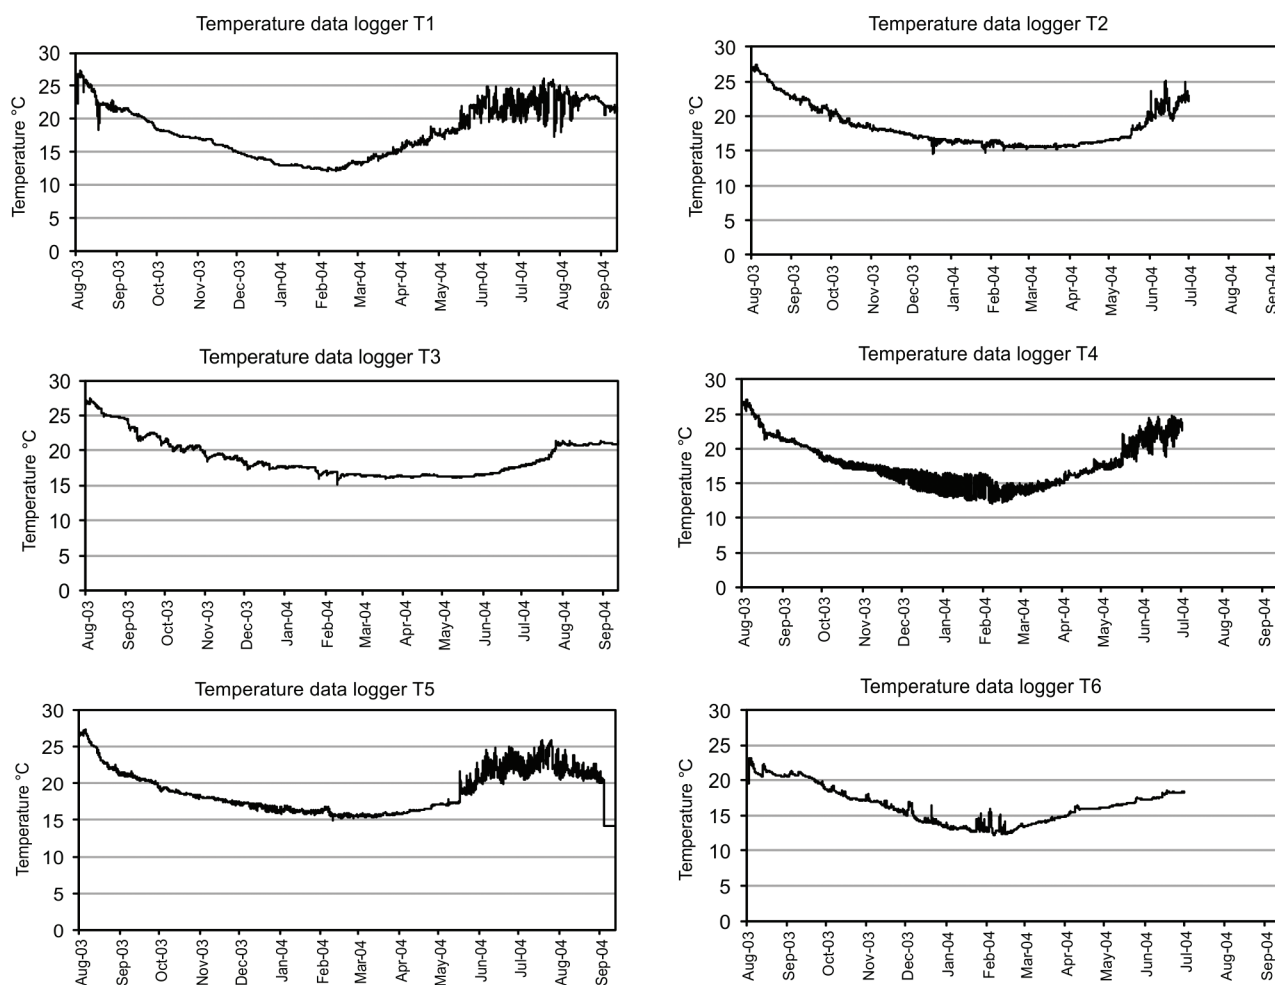 Temperature data logger T1
Temperature °C
30
25
20
15
10
5
0
Aug-03
Sep-03
Oct-03
Nov-03
Dec-03
Jan-04
Feb-04
Mar-04
Apr-04
May-04
Jun-04
Jul-04
Aug-04
Sep-04
Temperature data logger T2
Temperature °C
30
25
20
15
10
5
0
Aug-03
Sep-03
Oct-03
Nov-03
Dec-03
Jan-04
Feb-04
Mar-04
Apr-04
May-04
Jun-04
Jul-04
Aug-04
Sep-04
Temperature data logger T3
Temperature °C
30
25
20
15
10
5
0
Aug-03
Sep-03
Oct-03
Nov-03
Dec-03
Jan-04
Feb-04
Mar-04
Apr-04
May-04
Jun-04
Jul-04
Aug-04
Sep-04
Temperature data logger T4
Temperature °C
30
25
20
15
10
5
0
Aug-03
Sep-03
Oct-03
Nov-03
Dec-03
Jan-04
Feb-04
Mar-04
Apr-04
May-04
Jun-04
Jul-04
Aug-04
Sep-04
Temperature data logger T5
Temperature °C
30
25
20
15
10
5
0
Aug-03
Sep-03
Oct-03
Nov-03
Dec-03
Jan-04
Feb-04
Mar-04
Apr-04
May-04
Jun-04
Jul-04
Aug-04
Sep-04
Temperature data logger T6
Temperature °C
30
25
20
15
10
5
0
Aug-03
Sep-03
Oct-03
Nov-03
Dec-03
Jan-04
Feb-04
Mar-04
Apr-04
May-04
Jun-04
Jul-04
Aug-04
Sep-04